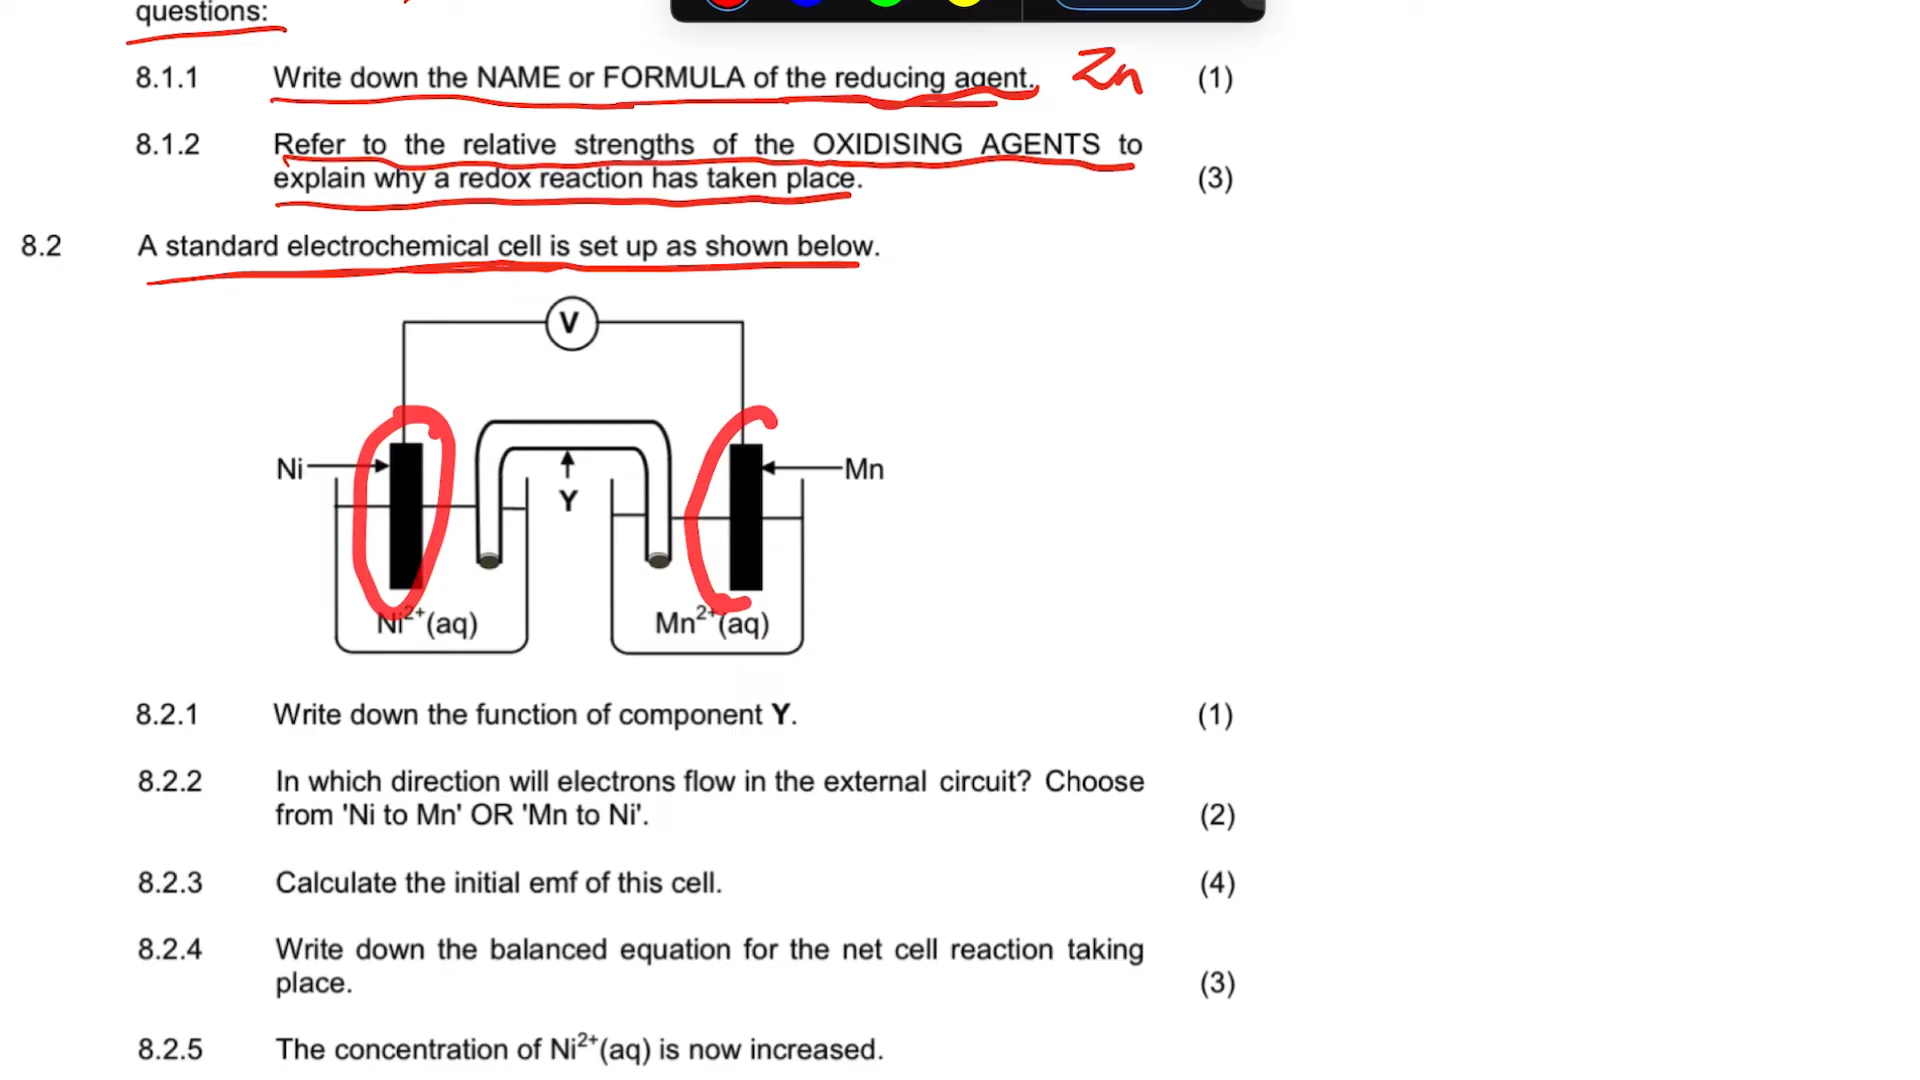 questions:
8.1.1 Write down the NAME or FORMULA of the reducing agent. Zn (1)
8.1.2 Refer to the relative strengths of the OXIDISING AGENTS to
explain why a redox reaction has taken place. (3)
8.2 A standard electrochemical cell is set up as shown below.
V
Ni Mn
Y
Ni²⁺(aq) Mn²⁺(aq)
8.2.1 Write down the function of component Y. (1)
8.2.2 In which direction will electrons flow in the external circuit? Choose
from 'Ni to Mn' OR 'Mn to Ni'. (2)
8.2.3 Calculate the initial emf of this cell. (4)
8.2.4 Write down the balanced equation for the net cell reaction taking
place. (3)
8.2.5 The concentration of Ni²⁺(aq) is now increased.